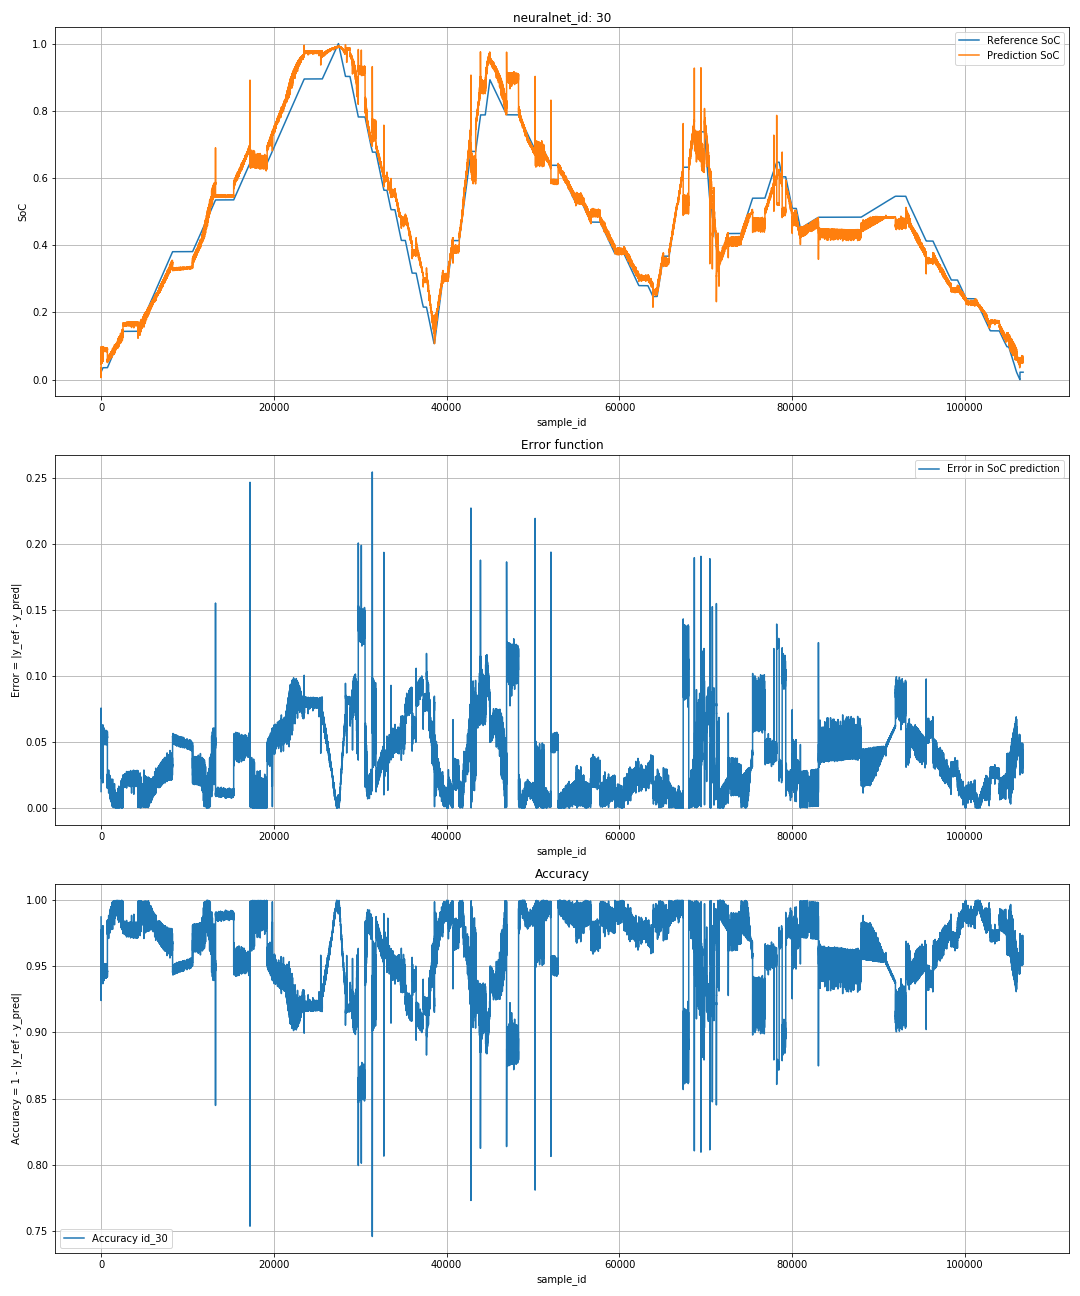 neuralnet_id: 30
Reference SoC
Prediction SoC
1.0
0.8
0.6
0.4
0.2
0.0
SoC
0 20000 40000 60000 80000 100000
sample_id
Error function
Error in SoC prediction
0.25
0.20
0.15
0.10
0.05
0.00
Error = |y_ref - y_pred|
0 20000 40000 60000 80000 100000
sample_id
Accuracy
1.00
0.95
0.90
0.85
0.80
0.75
Accuracy = 1 - |y_ref - y_pred|
Accuracy id_30
0 20000 40000 60000 80000 100000
sample_id